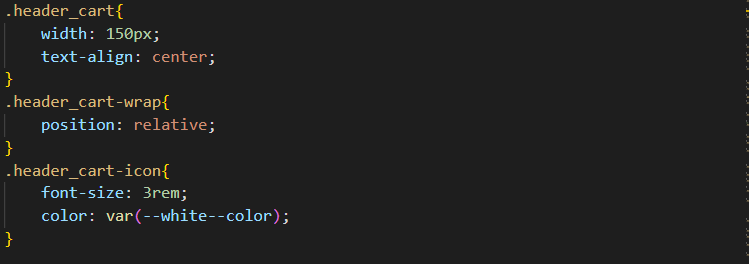 .header_cart{
    width: 150px;
    text-align: center;
}
.header_cart-wrap{
    position: relative;
}
.header_cart-icon{
    font-size: 3rem;
    color: var(--white--color);
}